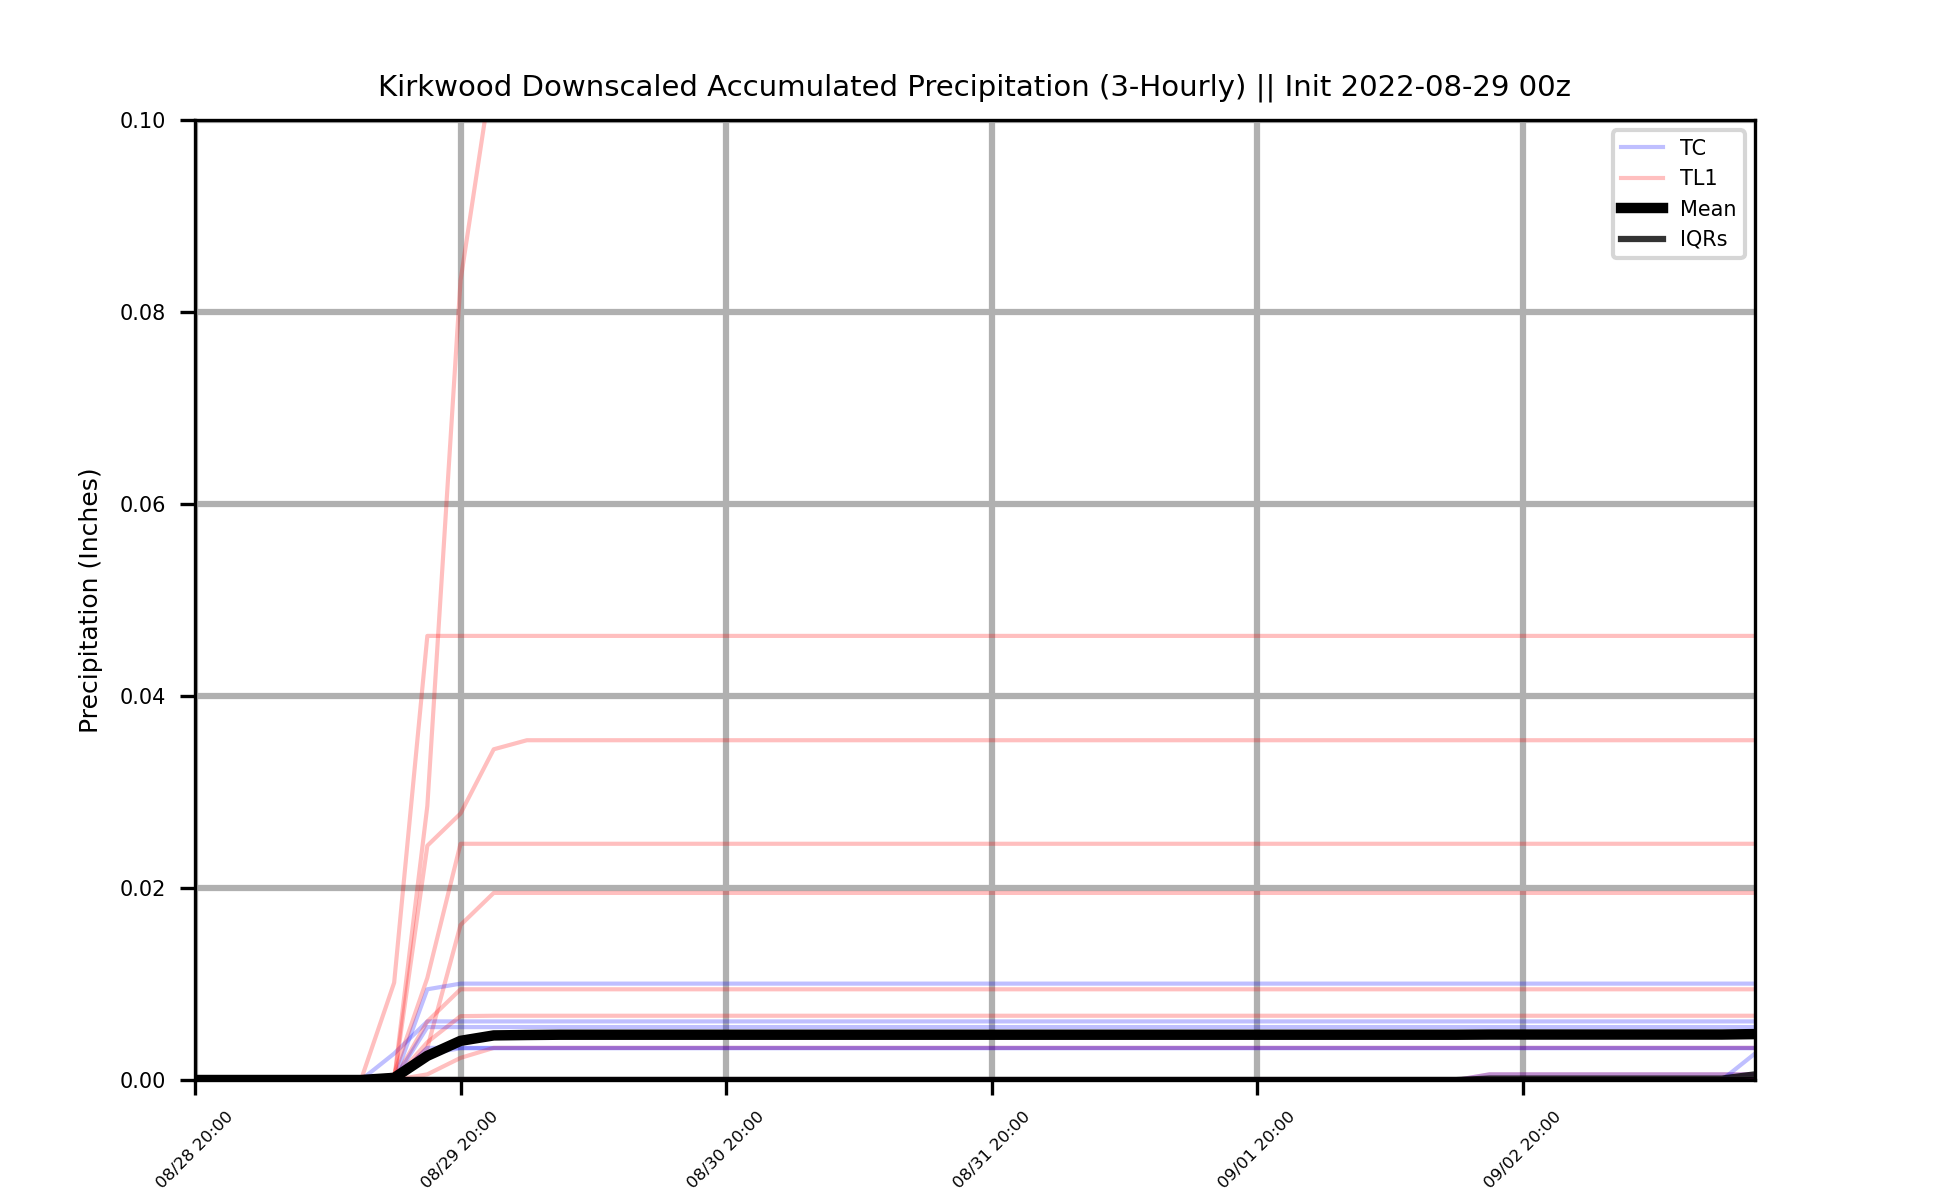 Kirkwood Downscaled Accumulated Precipitation (3-Hourly) || Init 2022-08-29 00z
0.10
0.08
0.06
0.04
0.02
0.00
Precipitation (Inches)
TC
TL1
Mean
IQRs
08/28 20:00
08/29 20:00
08/30 20:00
08/31 20:00
09/01 20:00
09/02 20:00